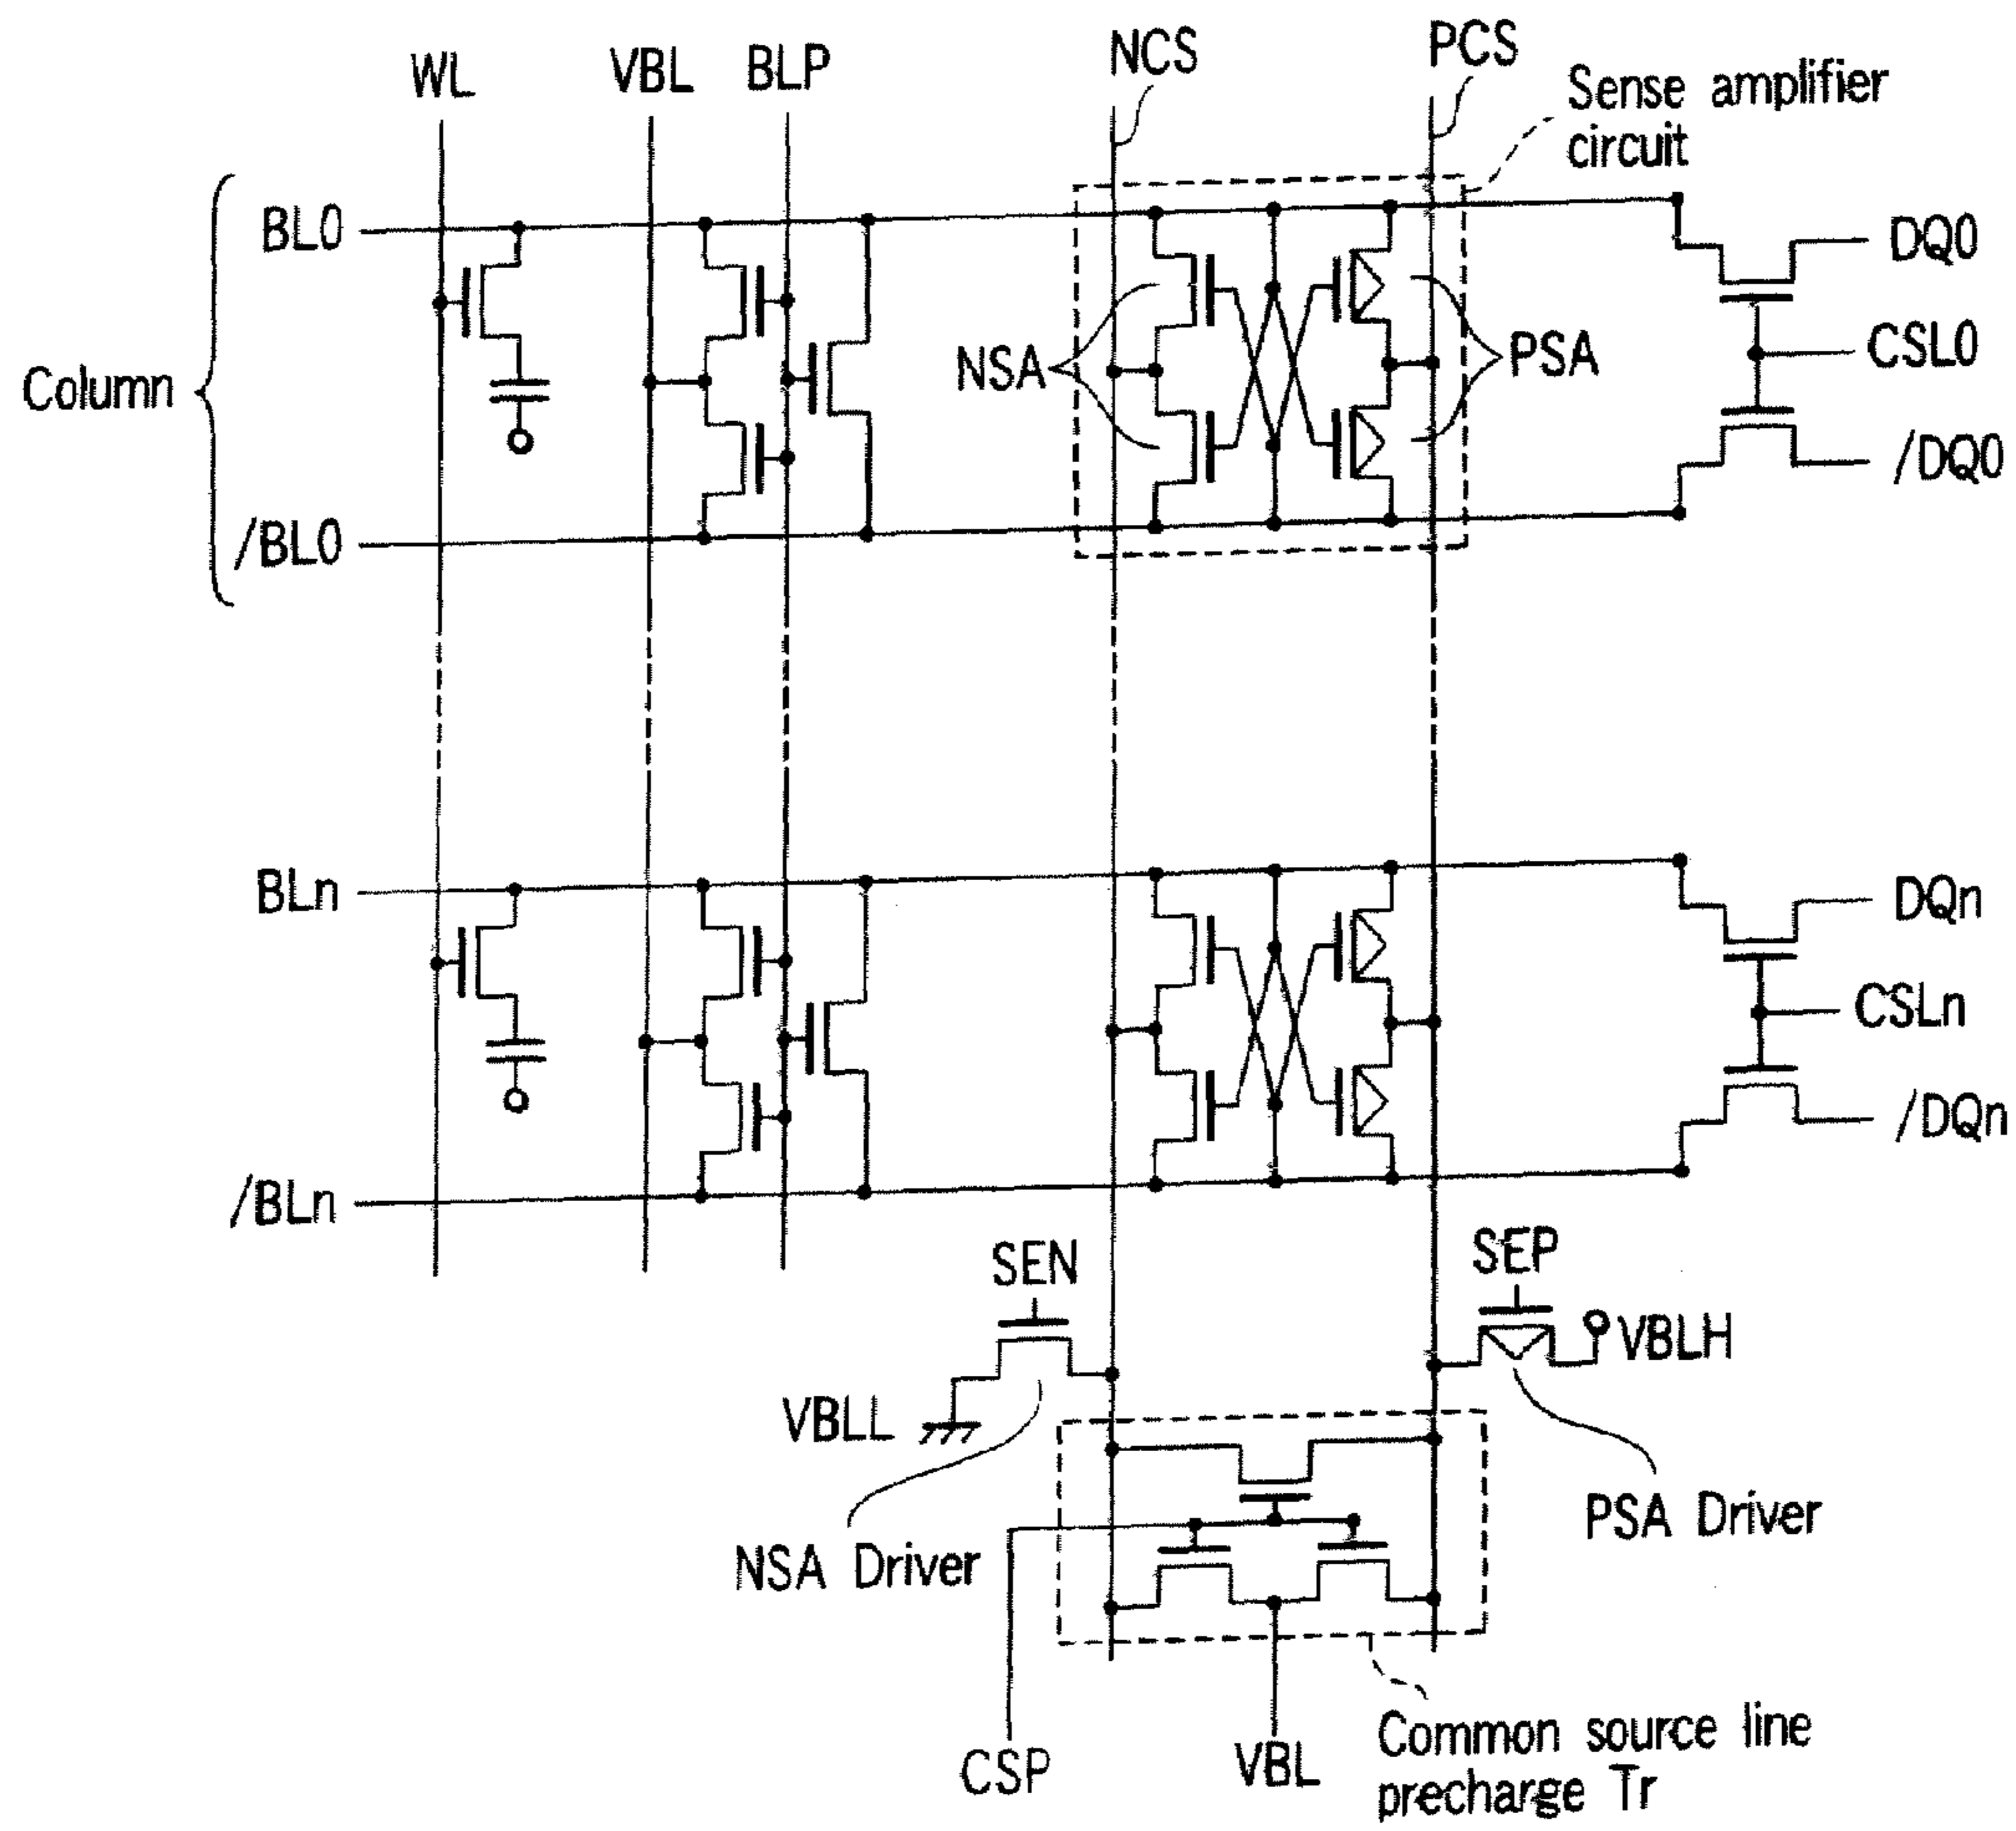 WL
VBL
BLP
NCS
PCS
Sense amplifier
circuit
Column
BL0
/BL0
NSA
PSA
DQ0
CSL0
/DQ0
BLn
/BLn
DQn
CSLn
/DQn
SEN
SEP
VBLH
VBLL
NSA Driver
PSA Driver
CSP
VBL
Common source line
precharge Tr